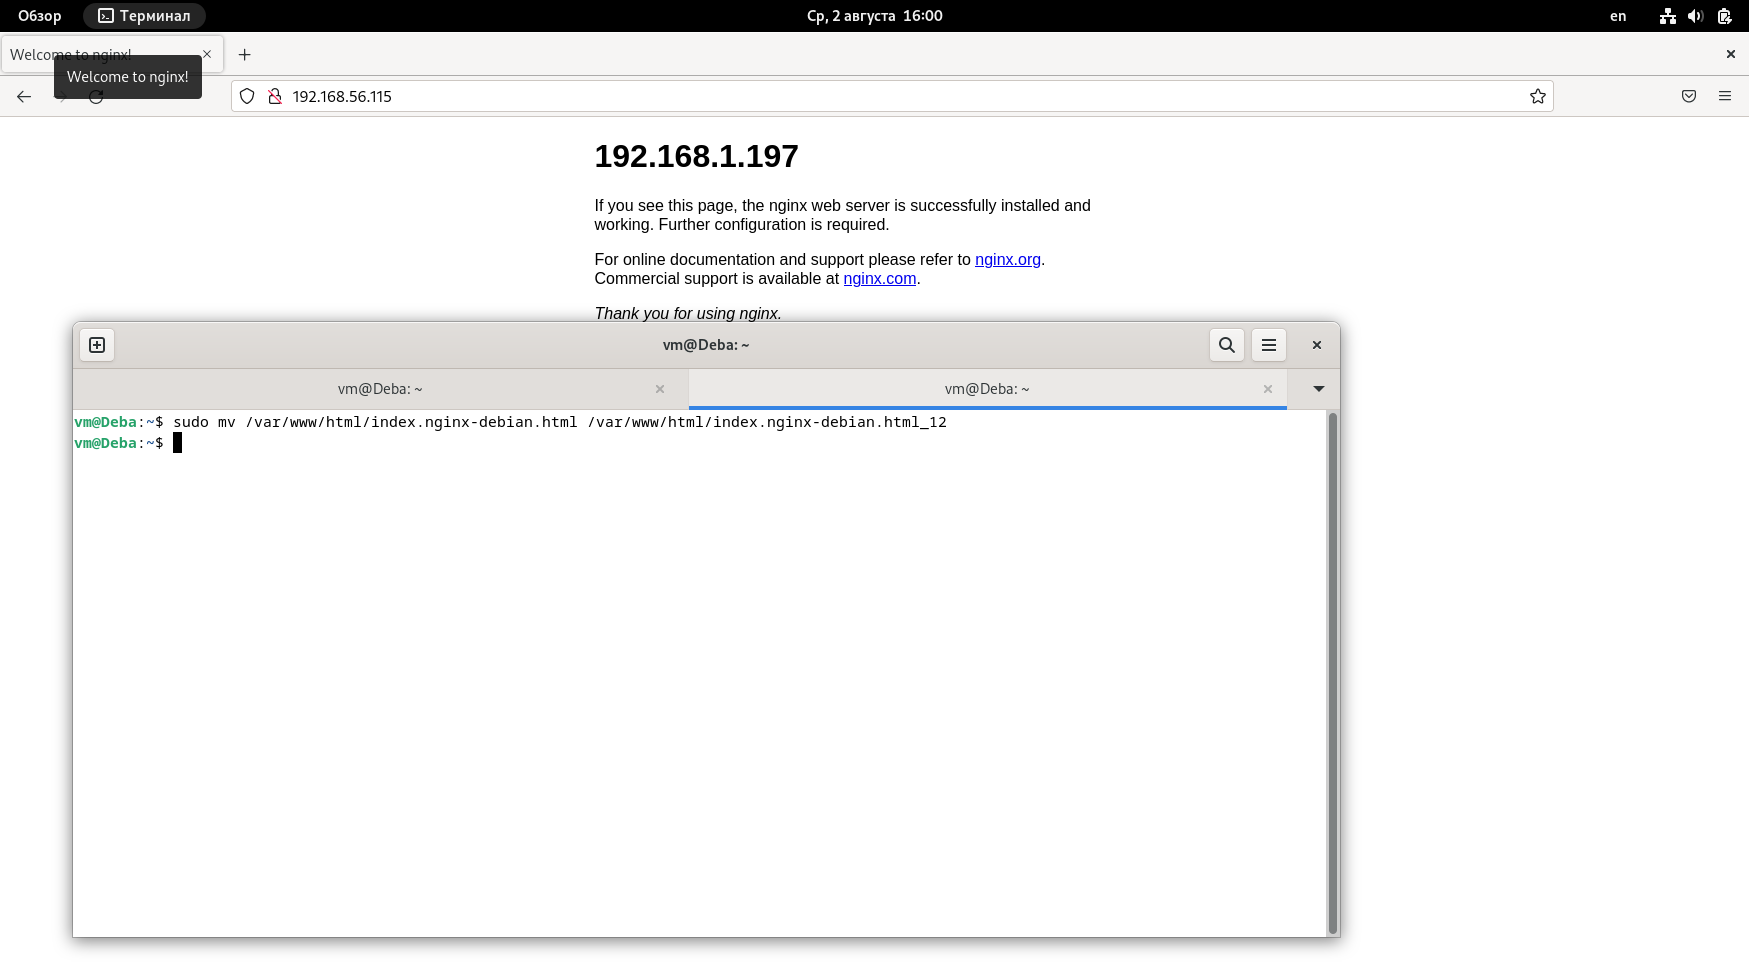 Обзор
Терминал
Ср, 2 августа 16:00
en
Welcome to nginx!
Welcome to nginx!
192.168.56.115
192.168.1.197
If you see this page, the nginx web server is successfully installed and
working. Further configuration is required.
For online documentation and support please refer to nginx.org.
Commercial support is available at nginx.com.
Thank you for using nginx.
vm@Deba: ~
vm@Deba: ~
vm@Deba: ~
vm@Deba:~$ sudo mv /var/www/html/index.nginx-debian.html /var/www/html/index.nginx-debian.html_12
vm@Deba:~$